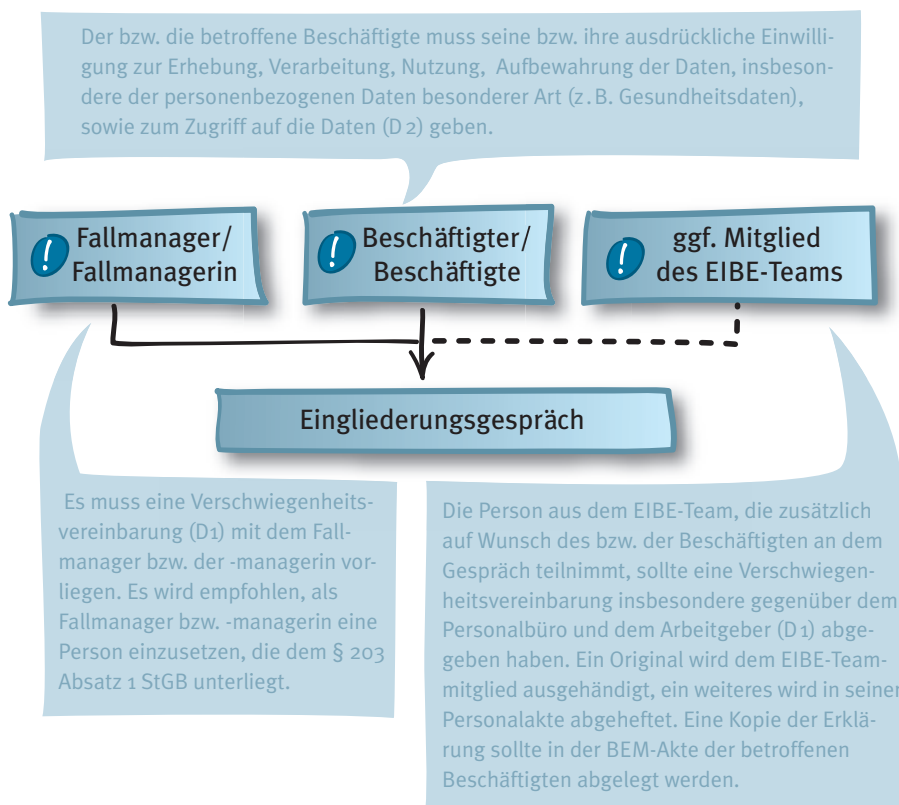 Der bzw. die betroffene Beschäftigte muss seine bzw. ihre ausdrückliche Einwilli-
gung zur Erhebung, Verarbeitung, Nutzung, Aufbewahrung der Daten, insbeson-
dere der personenbezogenen Daten besonderer Art (z. B. Gesundheitsdaten),
sowie zum Zugriff auf die Daten (D 2) geben.
! Fallmanager/
Fallmanagerin
! Beschäftigter/
Beschäftigte
! ggf. Mitglied
des EIBE-Teams
Eingliederungsgespräch
Es muss eine Verschwiegenheits-
vereinbarung (D1) mit dem Fall-
manager bzw. der -managerin vor-
liegen. Es wird empfohlen, als
Fallmanager bzw. -managerin eine
Person einzusetzen, die dem § 203
Absatz 1 StGB unterliegt.
Die Person aus dem EIBE-Team, die zusätzlich
auf Wunsch des bzw. der Beschäftigten an dem
Gespräch teilnimmt, sollte eine Verschwiegen-
heitsvereinbarung insbesondere gegenüber dem
Personalbüro und dem Arbeitgeber (D 1) abge-
geben haben. Ein Original wird dem EIBE-Team-
mitglied ausgehändigt, ein weiteres wird in seiner
Personalakte abgeheftet. Eine Kopie der Erklä-
rung sollte in der BEM-Akte der betroffenen
Beschäftigten abgelegt werden.